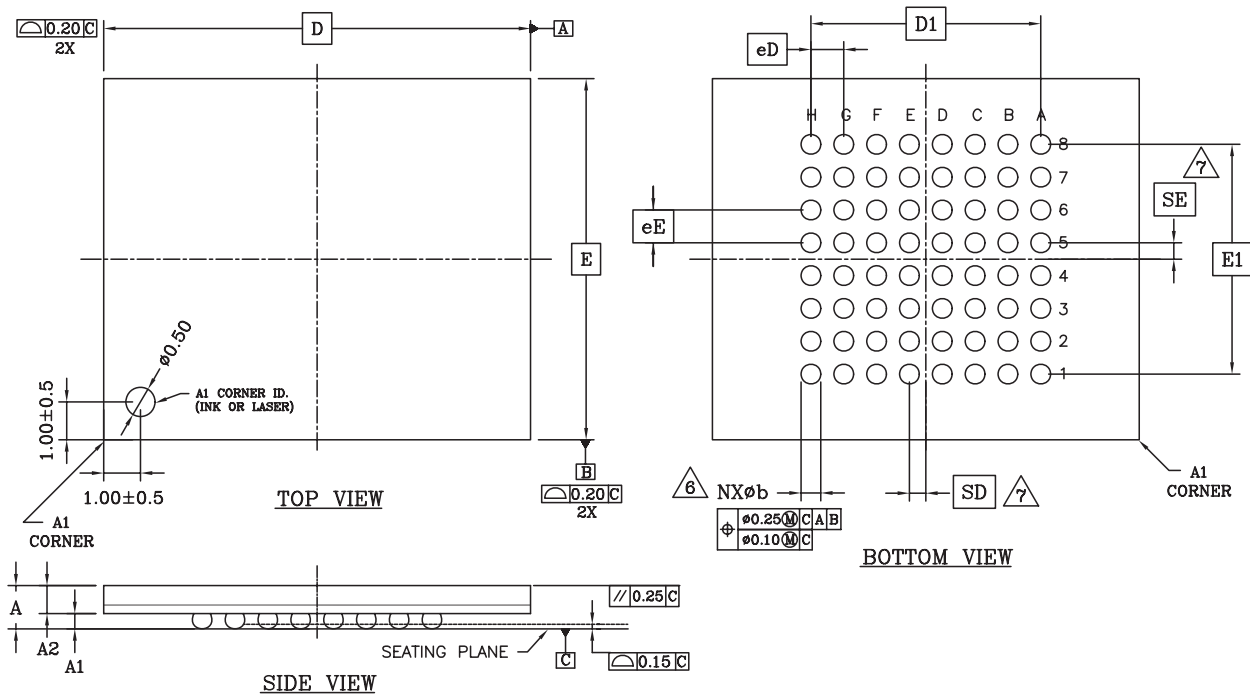 ⌓ 0.20 C
2X
D
A
E
ø0.50
A1 CORNER ID.
(INK OR LASER)
1.00±0.5
1.00±0.5
A1
CORNER
TOP VIEW
B
⌓ 0.20 C
2X
D1
eD
H G F E D C B A
8
7
6
5
4
3
2
1
eE
7
SE
E1
6 NXøb
SD 7
⌖ ø0.25Ⓜ C A B
ø0.10Ⓜ C
A1
CORNER
BOTTOM VIEW
A
A2
A1
// 0.25 C
SEATING PLANE
C
⌓ 0.15 C
SIDE VIEW